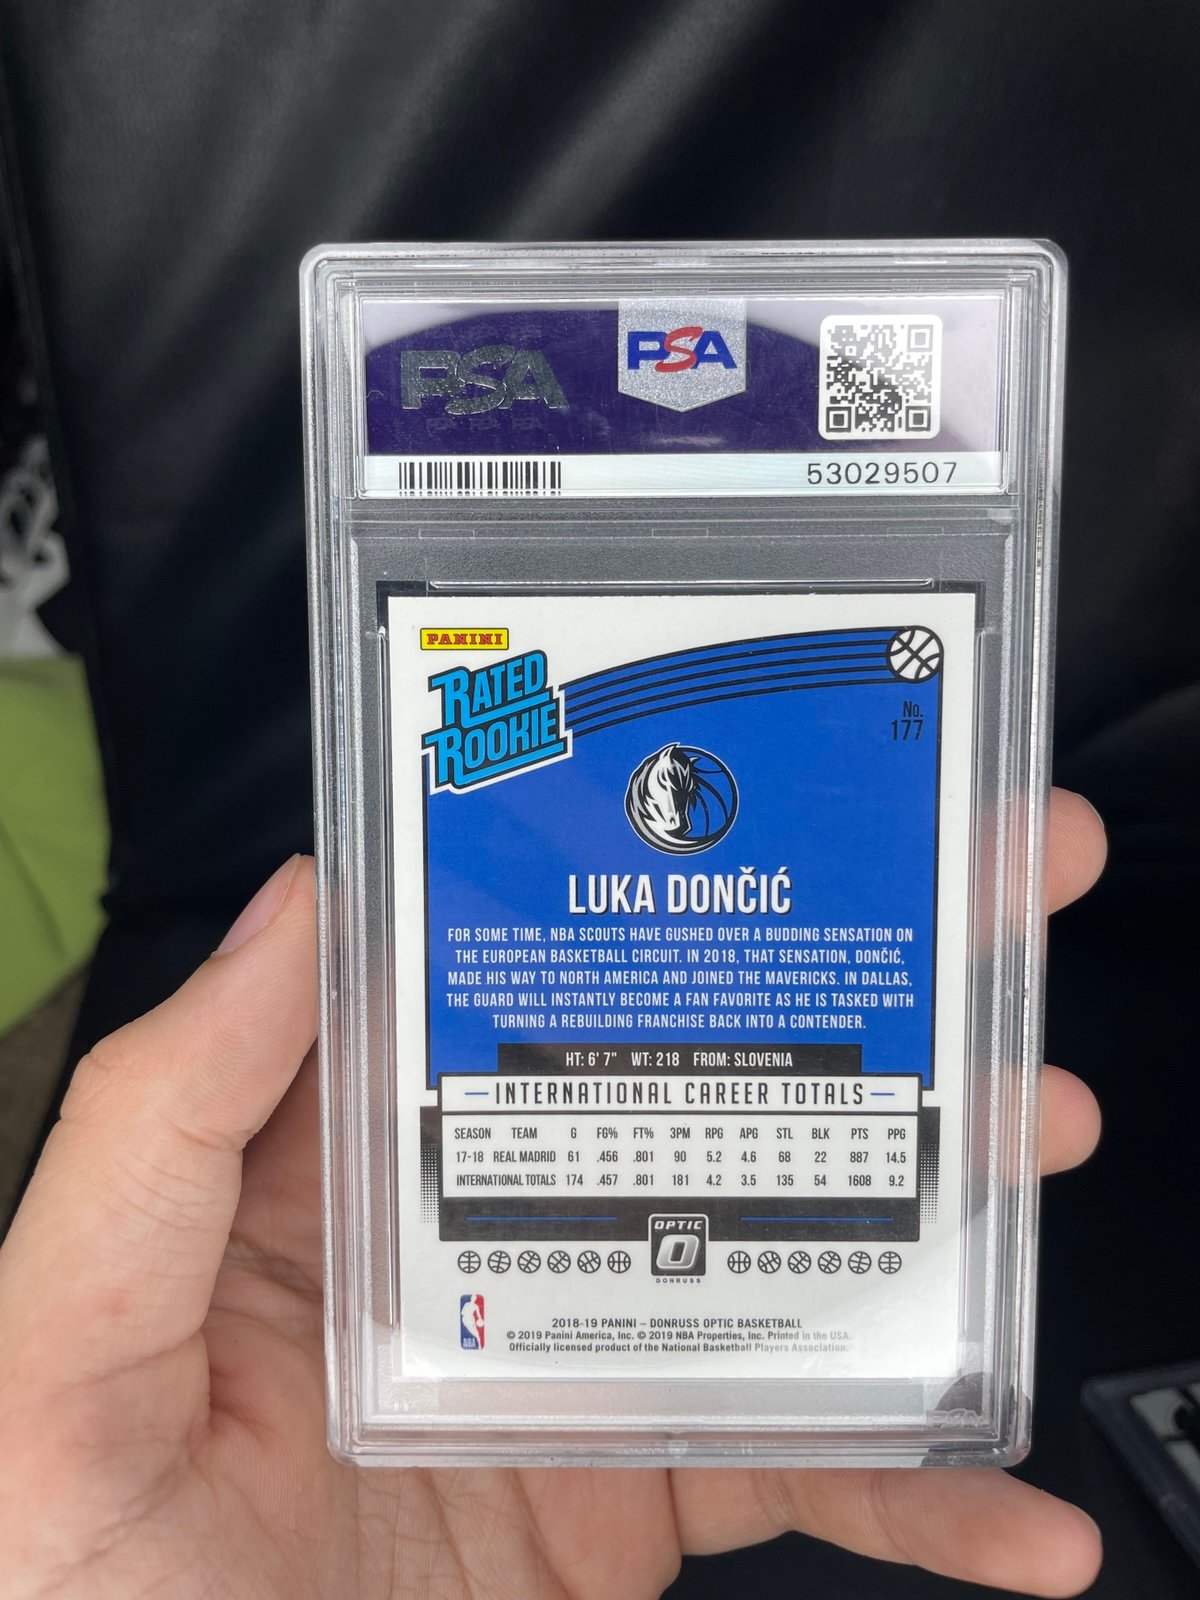 PSA
PSA
PSA PSA PSA
53029507
PANINI
RATED
ROOKIE
No.
177
LUKA DONČIĆ
FOR SOME TIME, NBA SCOUTS HAVE GUSHED OVER A BUDDING SENSATION ON
THE EUROPEAN BASKETBALL CIRCUIT. IN 2018, THAT SENSATION, DONČIĆ,
MADE HIS WAY TO NORTH AMERICA AND JOINED THE MAVERICKS. IN DALLAS,
THE GUARD WILL INSTANTLY BECOME A FAN FAVORITE AS HE IS TASKED WITH
TURNING A REBUILDING FRANCHISE BACK INTO A CONTENDER.
HT: 6' 7" WT: 218 FROM: SLOVENIA
INTERNATIONAL CAREER TOTALS
SEASON TEAM G FG% FT% 3PM RPG APG STL BLK PTS PPG
17-18 REAL MADRID 61 .456 .801 90 5.2 4.6 68 22 887 14.5
INTERNATIONAL TOTALS 174 .457 .801 181 4.2 3.5 135 54 1608 9.2
OPTIC
DONRUSS
NBA
2018-19 PANINI – DONRUSS OPTIC BASKETBALL
© 2019 Panini America, Inc. © 2019 NBA Properties, Inc. Printed in the USA.
Officially licensed product of the National Basketball Players Association.
PSA